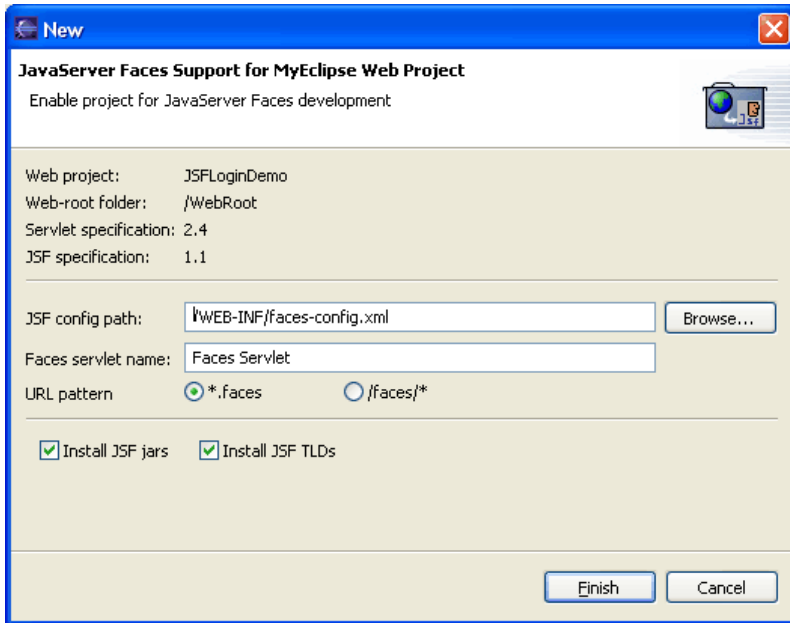 New
JavaServer Faces Support for MyEclipse Web Project
Enable project for JavaServer Faces development
Jsf
Web project: JSFLoginDemo
Web-root folder: /WebRoot
Servlet specification: 2.4
JSF specification: 1.1
JSF config path: /WEB-INF/faces-config.xml Browse...
Faces servlet name: Faces Servlet
URL pattern *.faces /faces/*
Install JSF jars Install JSF TLDs
Finish Cancel